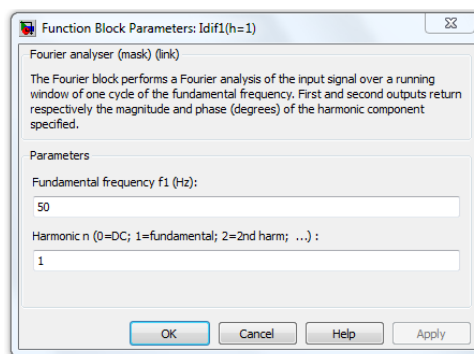 Function Block Parameters: Idif1(h=1)
Fourier analyser (mask) (link)
The Fourier block performs a Fourier analysis of the input signal over a running
window of one cycle of the fundamental frequency. First and second outputs return
respectively the magnitude and phase (degrees) of the harmonic component
specified.
Parameters
Fundamental frequency f1 (Hz):
50
Harmonic n (0=DC; 1=fundamental; 2=2nd harm; ...) :
1
OK Cancel Help Apply